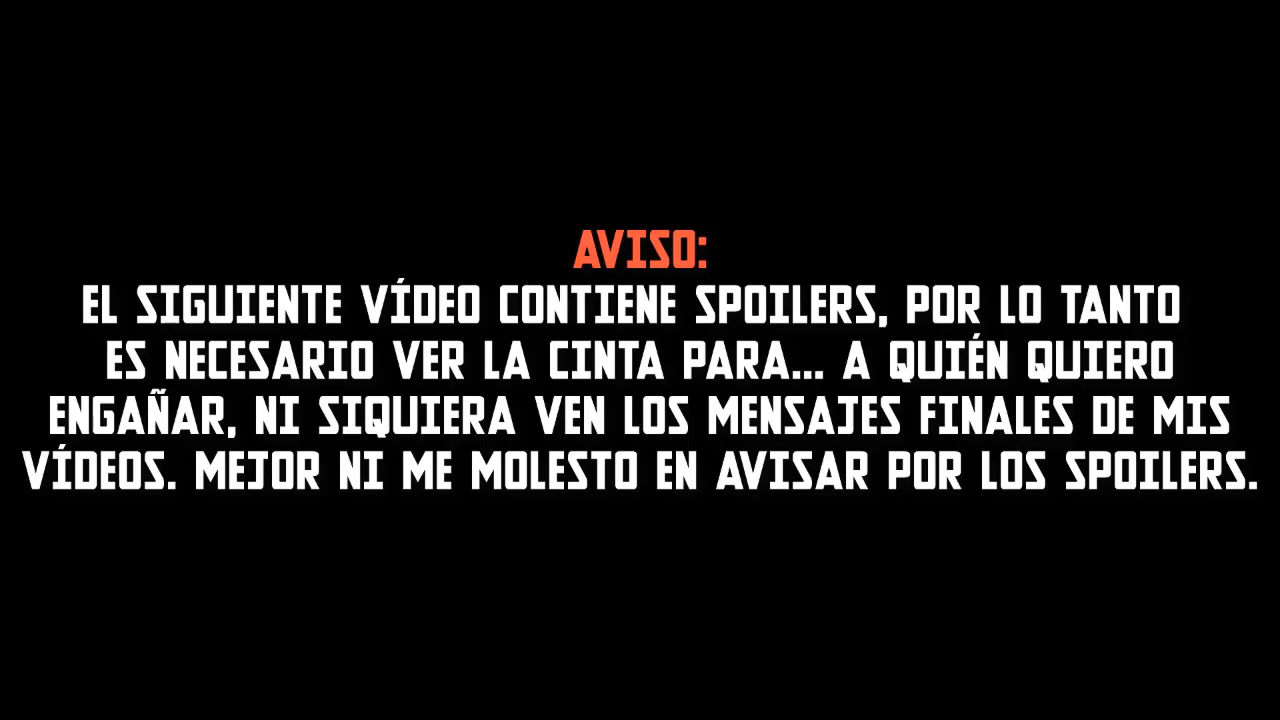 AVISO:
EL SIGUIENTE VÍDEO CONTIENE SPOILERS, POR LO TANTO
ES NECESARIO VER LA CINTA PARA... A QUIÉN QUIERO
ENGAÑAR, NI SIQUIERA VEN LOS MENSAJES FINALES DE MIS
VÍDEOS. MEJOR NI ME MOLESTO EN AVISAR POR LOS SPOILERS.